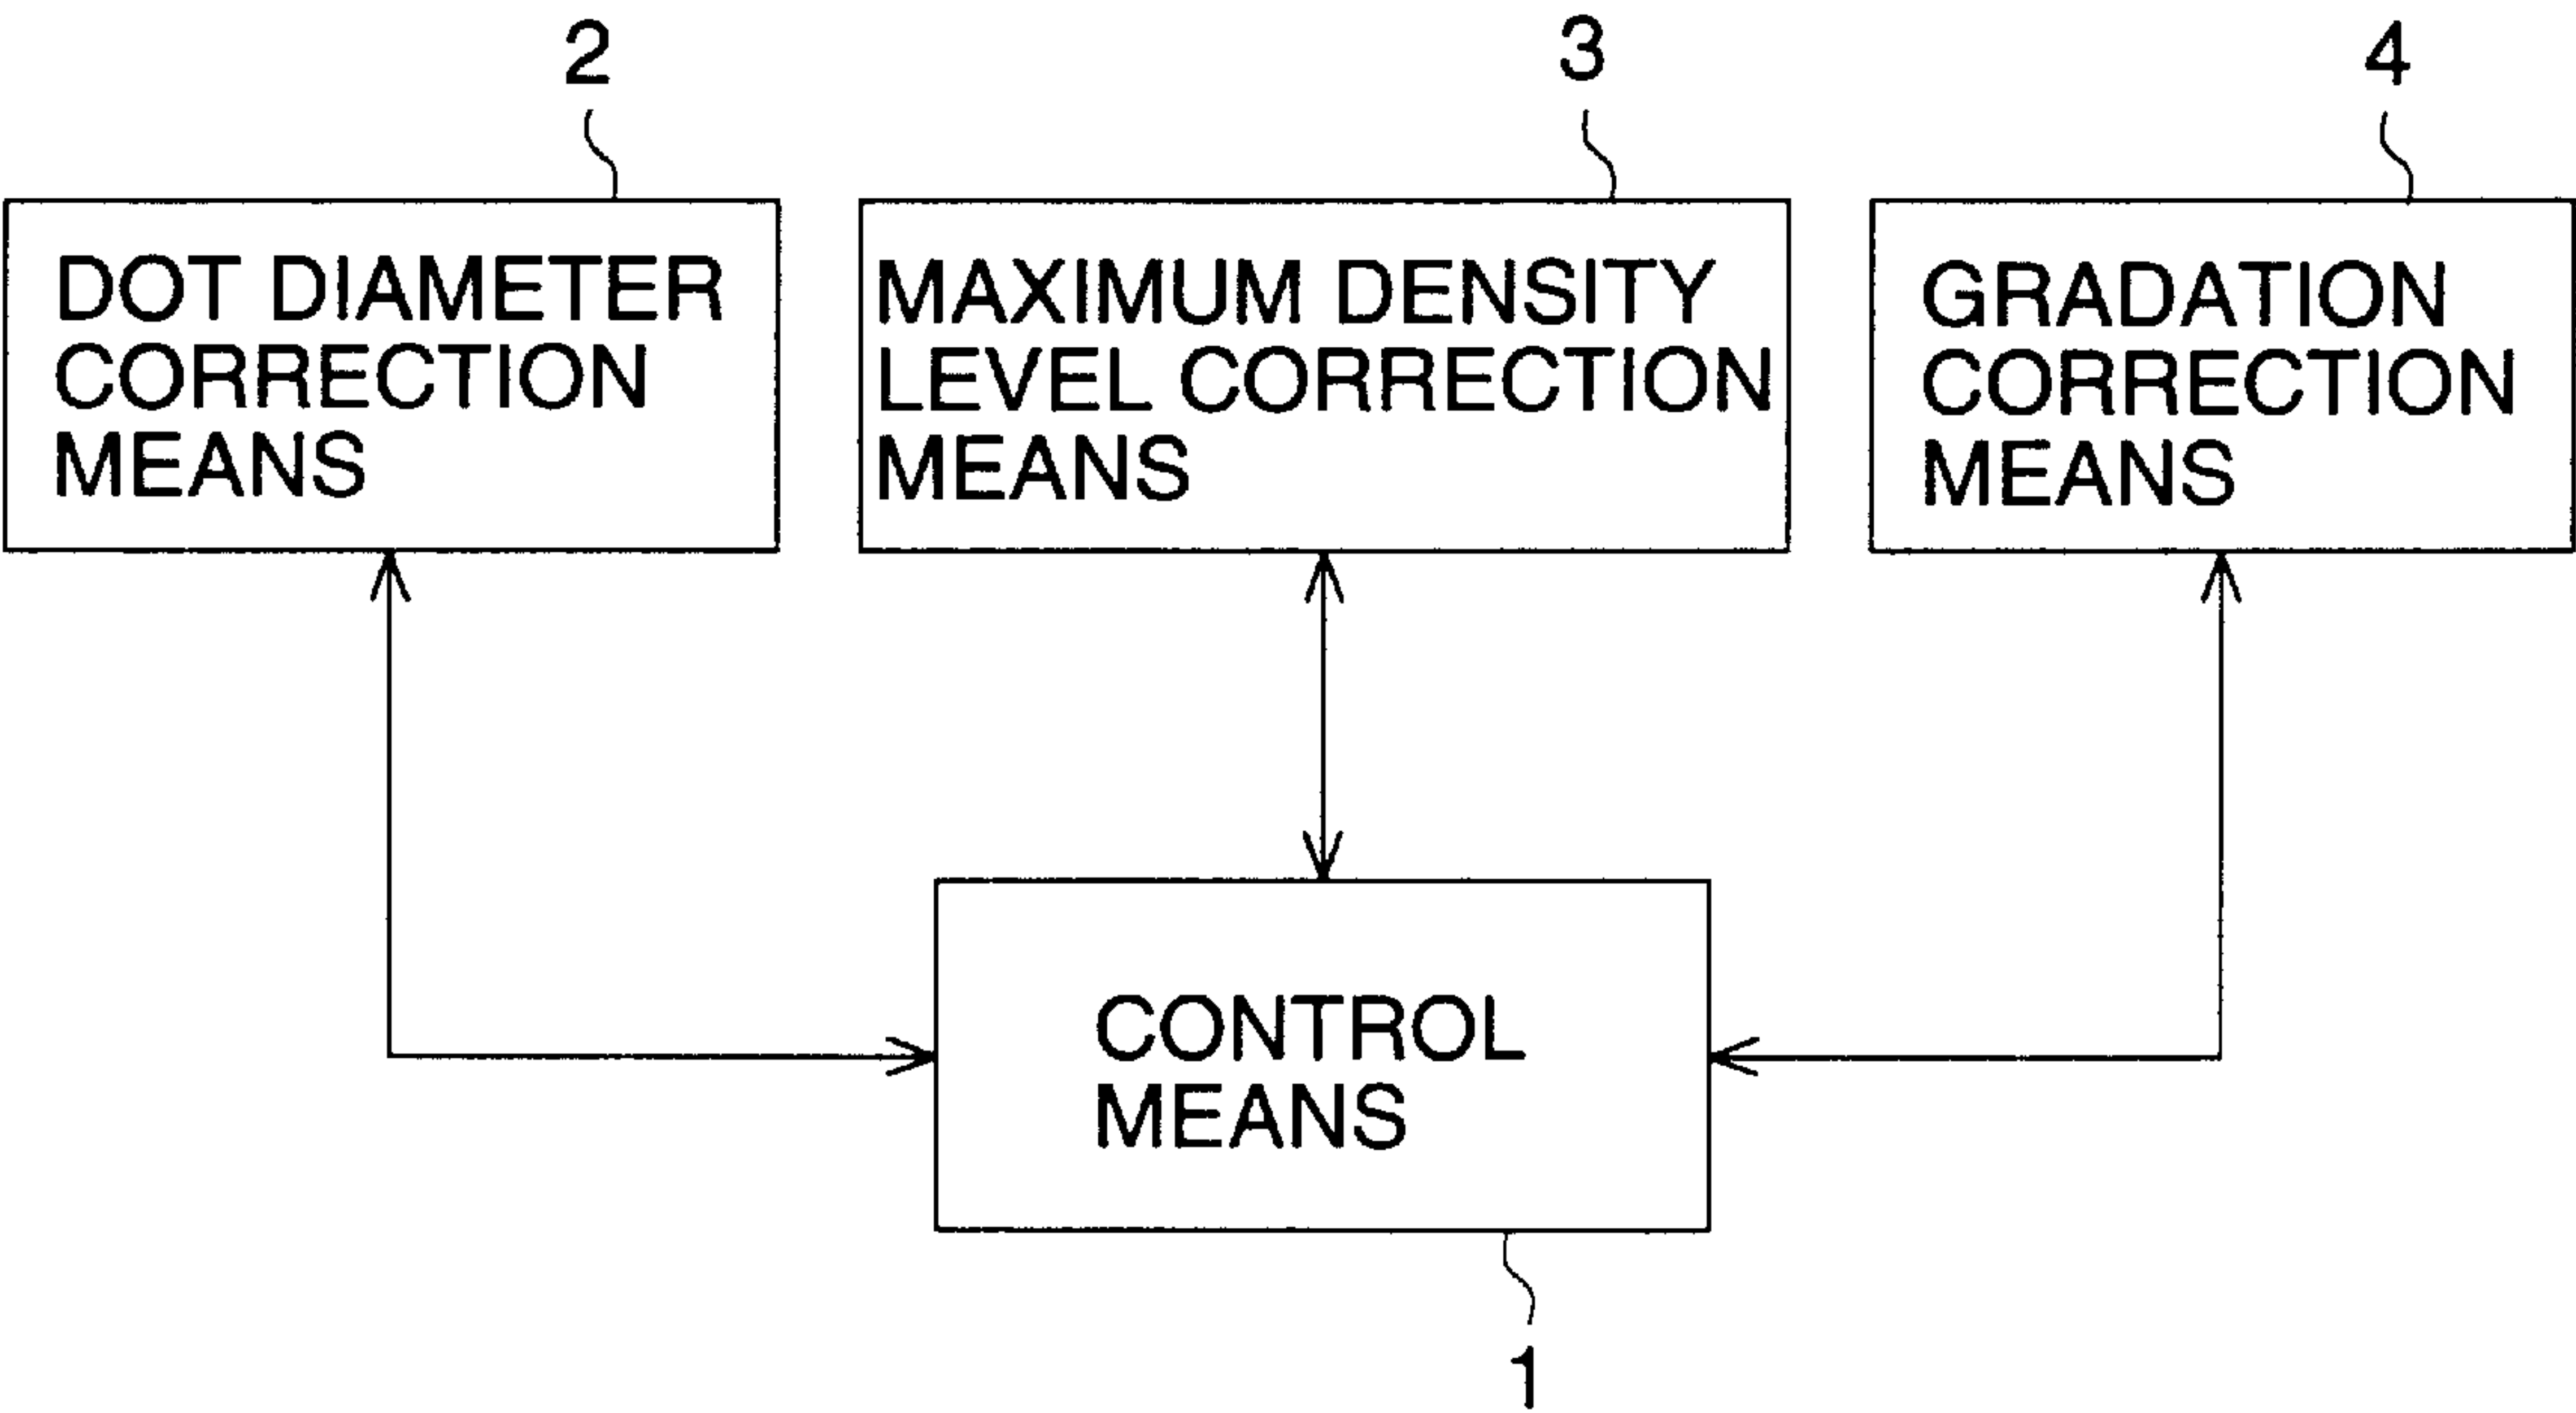 2
3
4
DOT DIAMETER
CORRECTION
MEANS
MAXIMUM DENSITY
LEVEL CORRECTION
MEANS
GRADATION
CORRECTION
MEANS
CONTROL
MEANS
1